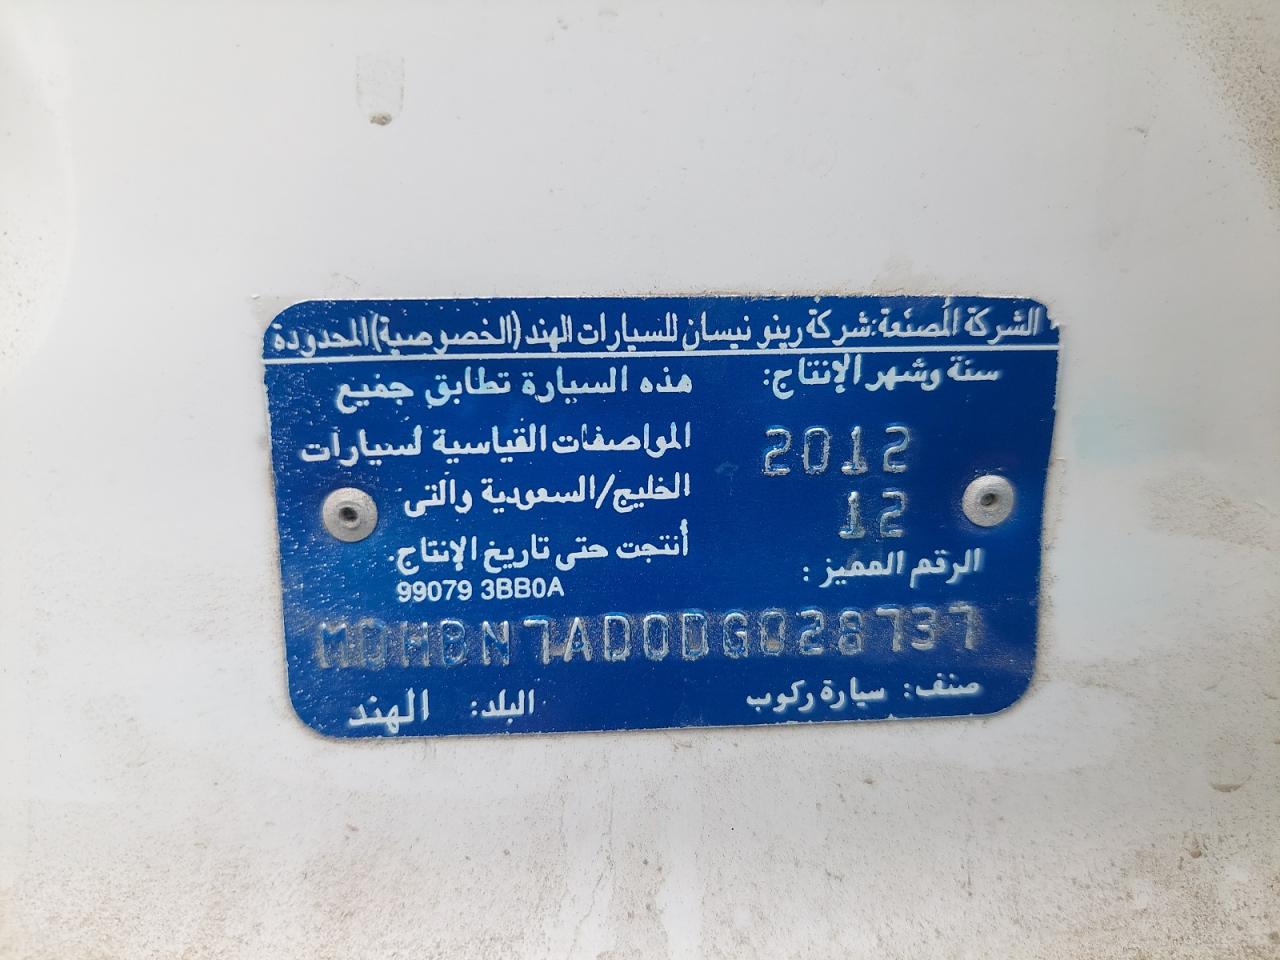 الشركة المصنعة: شركة رينو نيسان للسيارات الهند (الخصوصية) المحدودة
سنة وشهر الإنتاج:
2012
12
هذه السيارة تطابق جميع
المواصفات القياسية لسيارات
الخليج/السعودية والتى
أنتجت حتى تاريخ الإنتاج.
99079 3BB0A
الرقم المميز :
MDHBN7AD0DG028737
صنف: سيارة ركوب
البلد: الهند